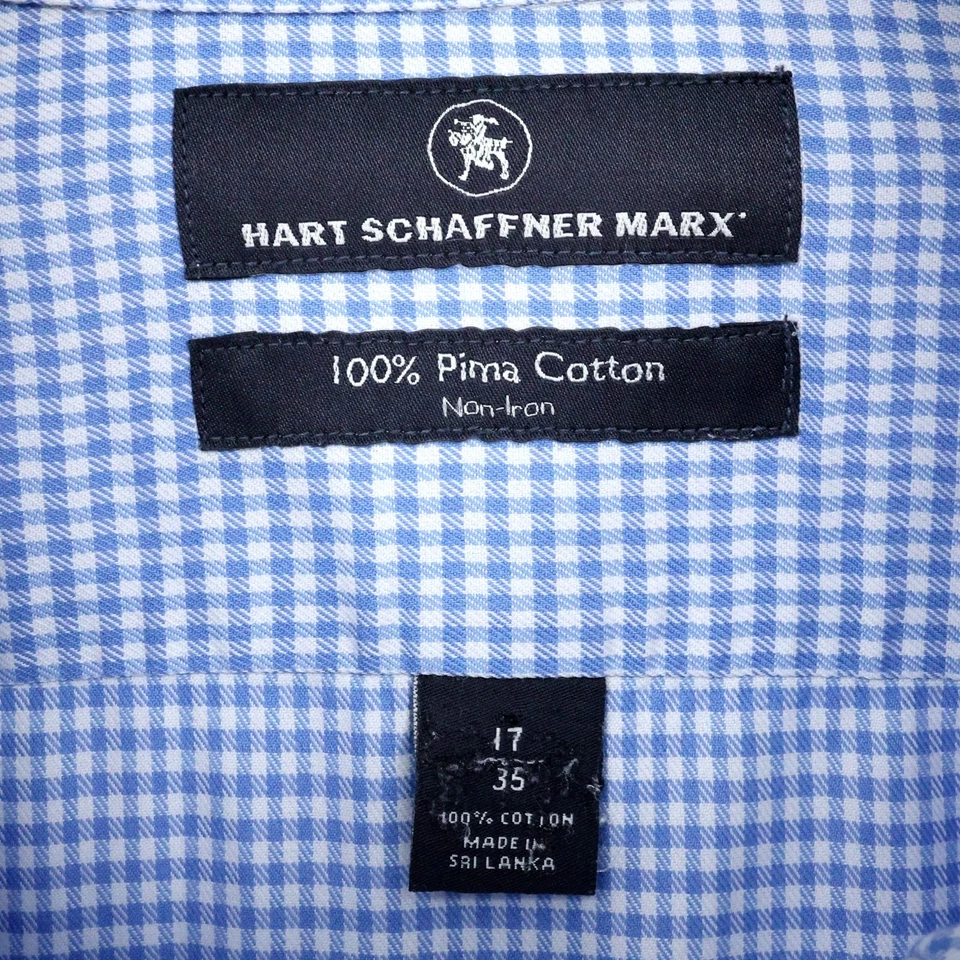 HART SCHAFFNER MARX
100% Pima Cotton
Non-Iron
17
35
100% COTTON
MADE IN
SRI LANKA